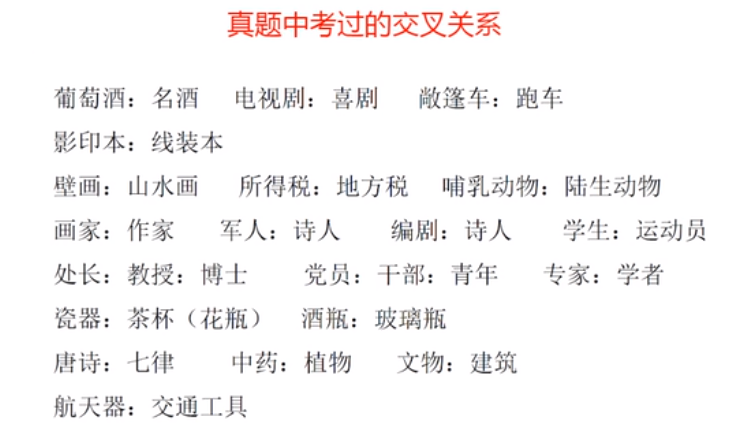 真题中考过的交叉关系
葡萄酒：名酒 电视剧：喜剧 敞篷车：跑车
影印本：线装本
壁画：山水画 所得税：地方税 哺乳动物：陆生动物
画家：作家 军人：诗人 编剧：诗人 学生：运动员
处长：教授：博士 党员：干部：青年 专家：学者
瓷器：茶杯（花瓶） 酒瓶：玻璃瓶
唐诗：七律 中药：植物 文物：建筑
航天器：交通工具